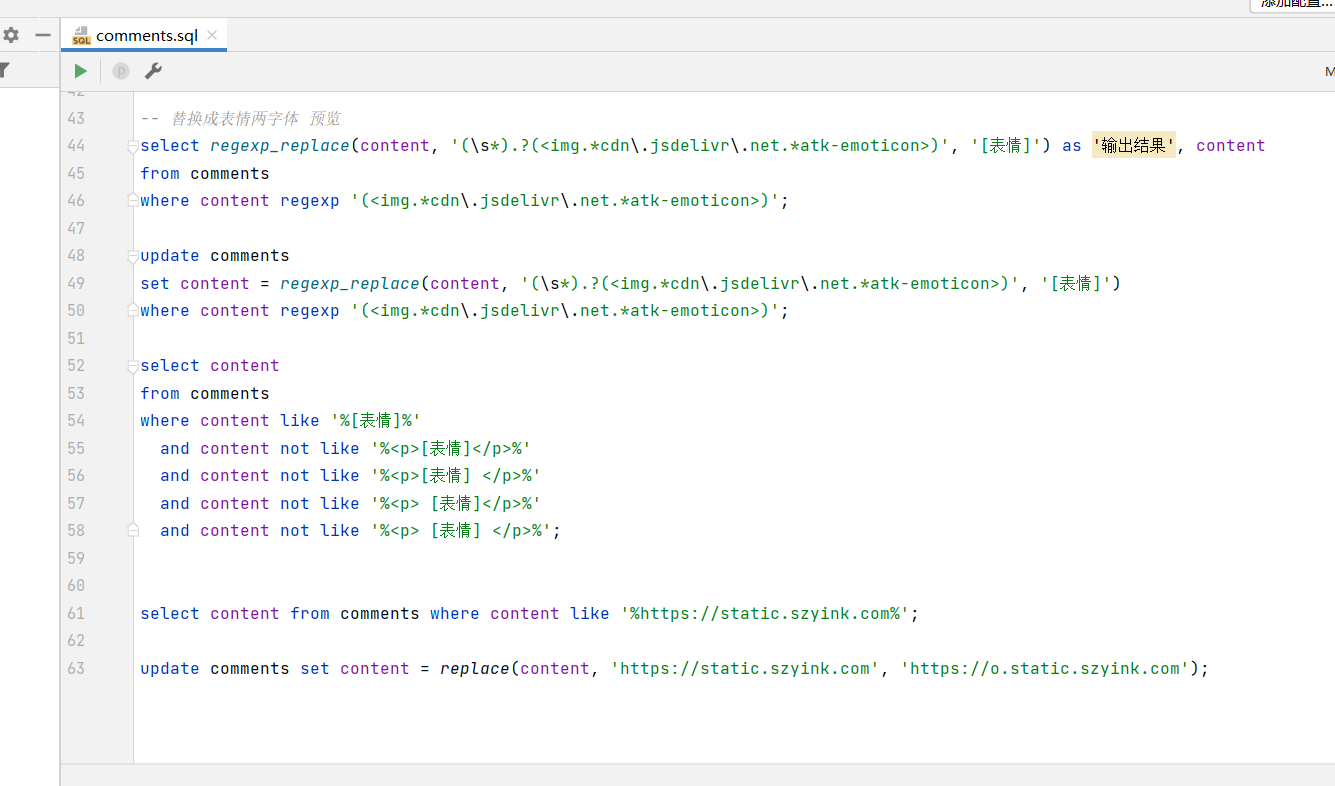 添加配置...
comments.sql
M
42
43 -- 替换成表情两字体 预览
44 select regexp_replace(content, '(\s*).?(<img.*cdn\.jsdelivr\.net.*atk-emoticon>)', '[表情]') as '输出结果', content
45 from comments
46 where content regexp '(<img.*cdn\.jsdelivr\.net.*atk-emoticon>)';
47
48 update comments
49 set content = regexp_replace(content, '(\s*).?(<img.*cdn\.jsdelivr\.net.*atk-emoticon>)', '[表情]')
50 where content regexp '(<img.*cdn\.jsdelivr\.net.*atk-emoticon>)';
51
52 select content
53 from comments
54 where content like '%[表情]%'
55   and content not like '%<p>[表情]</p>%'
56   and content not like '%<p>[表情] </p>%'
57   and content not like '%<p> [表情]</p>%'
58   and content not like '%<p> [表情] </p>%';
59
60
61 select content from comments where content like '%https://static.szyink.com%';
62
63 update comments set content = replace(content, 'https://static.szyink.com', 'https://o.static.szyink.com');